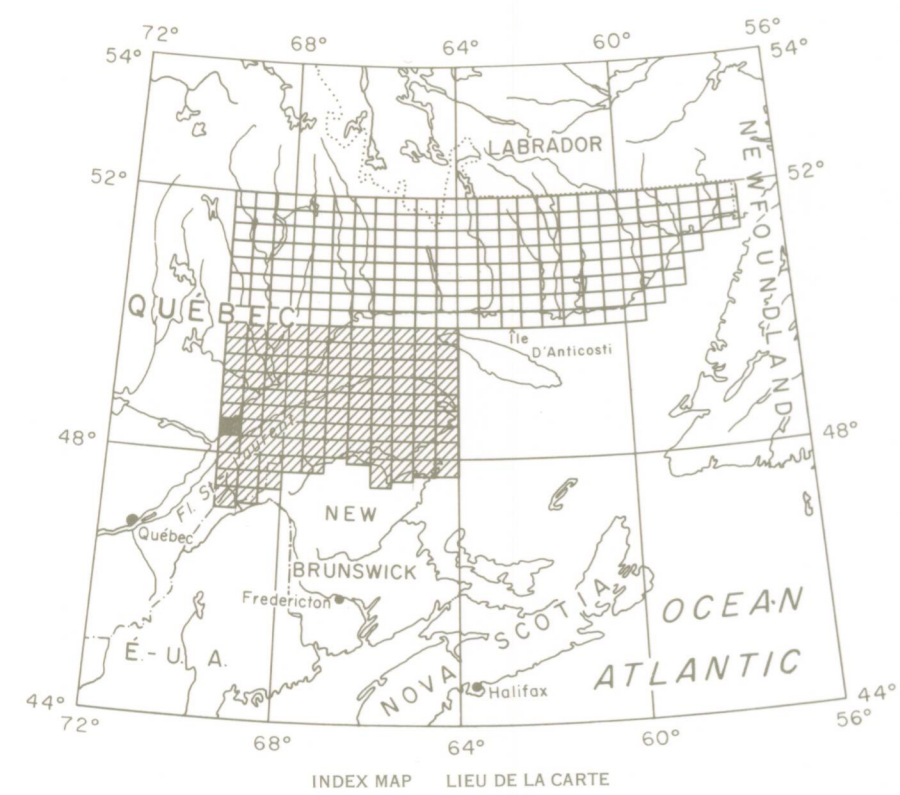 72°
68°
64°
60°
56°
54°
54°
LABRADOR
NEWFOUNDLAND
52°
52°
QUÉBEC
Île
D'Anticosti
48°
48°
Fl. St Laurent
NEW
Québec
BRUNSWICK
Fredericton
SCOTIA
OCEAN
É.-U. A.
ATLANTIC
NOVA
Halifax
44°
44°
72°
56°
68°
64°
60°
INDEX MAP LIEU DE LA CARTE